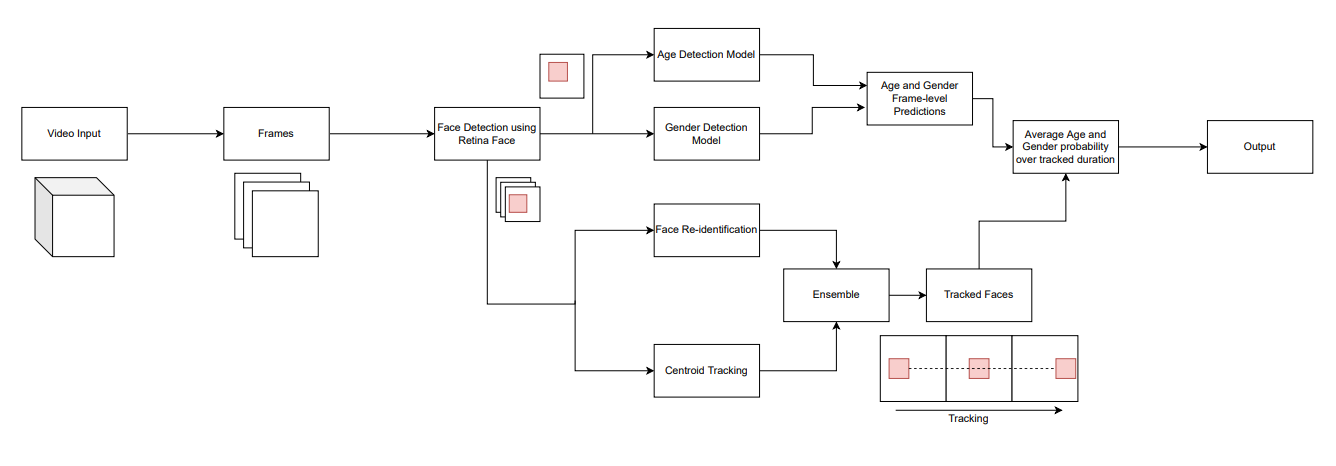 Video Input
Frames
Face Detection using
Retina Face
Age Detection Model
Gender Detection
Model
Age and Gender
Frame-level
Predictions
Average Age and
Gender probability
over tracked duration
Output
Face Re-identification
Centroid Tracking
Ensemble
Tracked Faces
Tracking